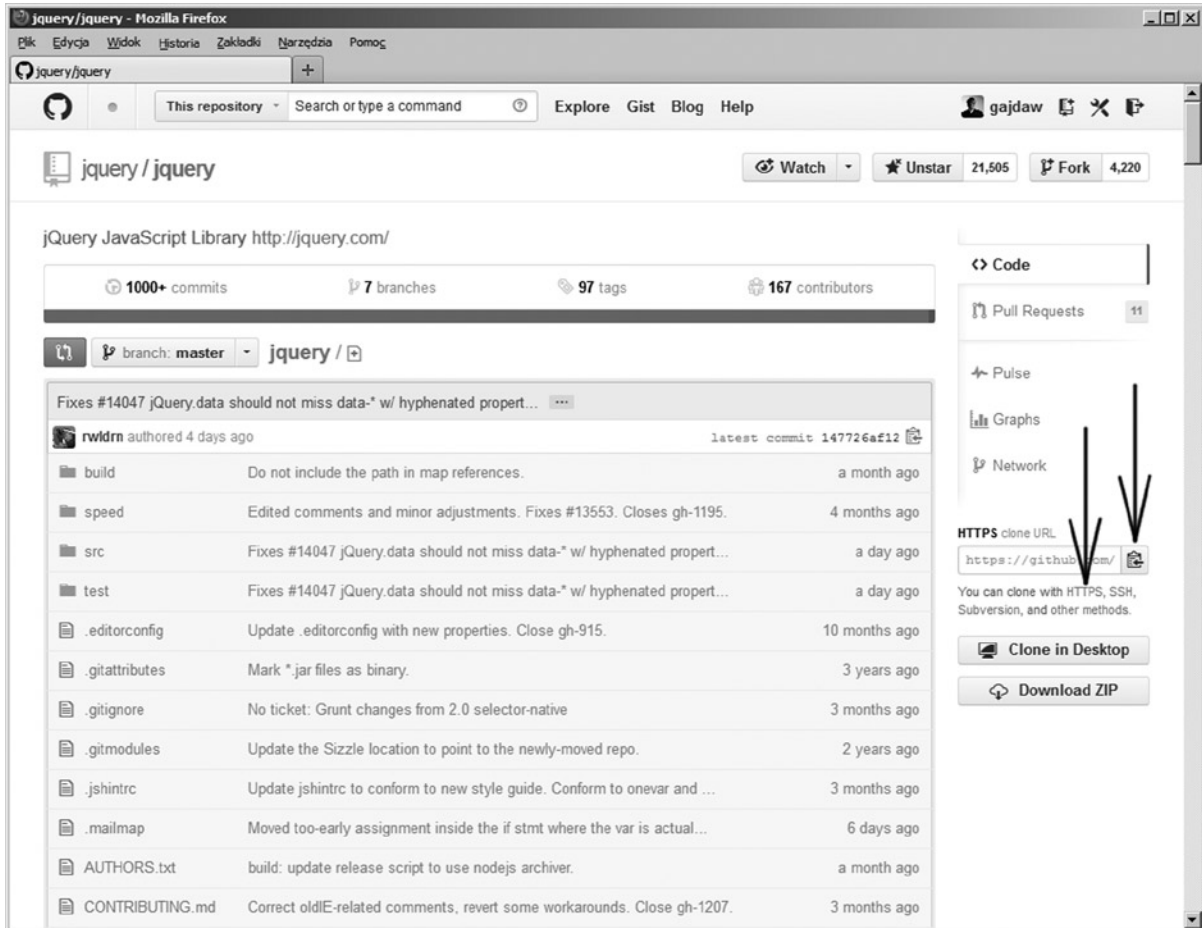 jquery/jquery - Mozilla Firefox
Plik Edycja Widok Historia Zakładki Narzędzia Pomoc
jquery/jquery +
This repository Search or type a command Explore Gist Blog Help gajdaw
jquery / jquery Watch Unstar 21,505 Fork 4,220
jQuery JavaScript Library http://jquery.com/
1000+ commits 7 branches 97 tags 167 contributors
branch: master jquery /
Fixes #14047 jQuery.data should not miss data-* w/ hyphenated propert... ...
rwldrn authored 4 days ago latest commit 147726af12
build Do not include the path in map references. a month ago
speed Edited comments and minor adjustments. Fixes #13553. Closes gh-1195. 4 months ago
src Fixes #14047 jQuery.data should not miss data-* w/ hyphenated propert... a day ago
test Fixes #14047 jQuery.data should not miss data-* w/ hyphenated propert... a day ago
.editorconfig Update .editorconfig with new properties. Close gh-915. 10 months ago
.gitattributes Mark *.jar files as binary. 3 years ago
.gitignore No ticket: Grunt changes from 2.0 selector-native 3 months ago
.gitmodules Update the Sizzle location to point to the newly-moved repo. 2 years ago
.jshintrc Update jshintrc to conform to new style guide. Conform to onevar and ... 3 months ago
.mailmap Moved too-early assignment inside the if stmt where the var is actual... 6 days ago
AUTHORS.txt build: update release script to use nodejs archiver. a month ago
CONTRIBUTING.md Correct oldIE-related comments, revert some workarounds. Close gh-1207. 3 months ago
Code
Pull Requests 11
Pulse
Graphs
Network
HTTPS clone URL
https://github.com/
You can clone with HTTPS, SSH,
Subversion, and other methods.
Clone in Desktop
Download ZIP